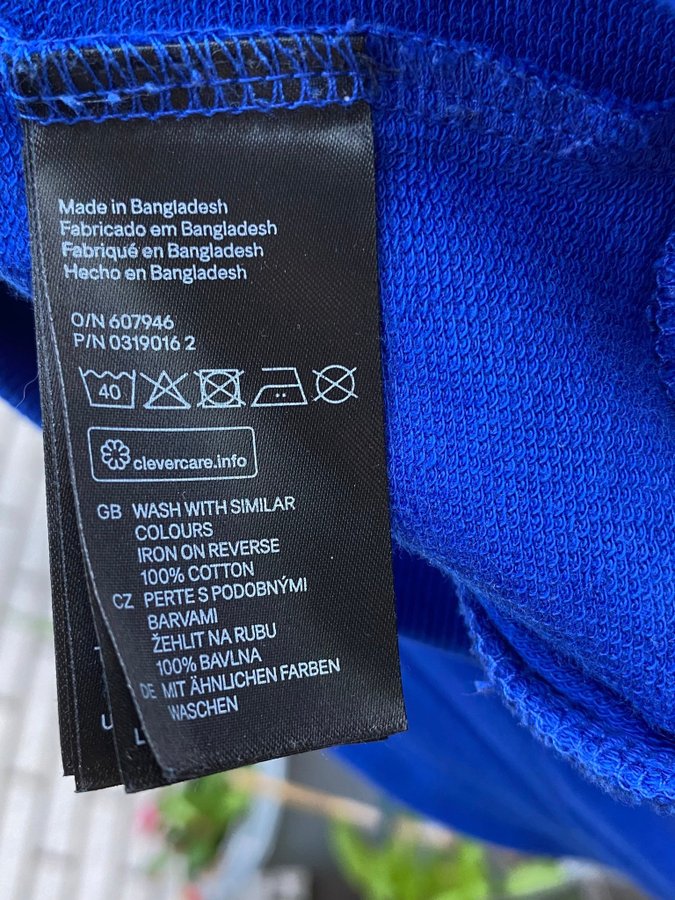 Made in Bangladesh
Fabricado em Bangladesh
Fabriqué en Bangladesh
Hecho en Bangladesh
O/N 607946
P/N 0319016 2
40
clevercare.info
GB WASH WITH SIMILAR
COLOURS
IRON ON REVERSE
100% COTTON
CZ PERTE S PODOBNÝMI
BARVAMI
ŽEHLIT NA RUBU
100% BAVLNA
DE MIT ÄHNLICHEN FARBEN
WASCHEN